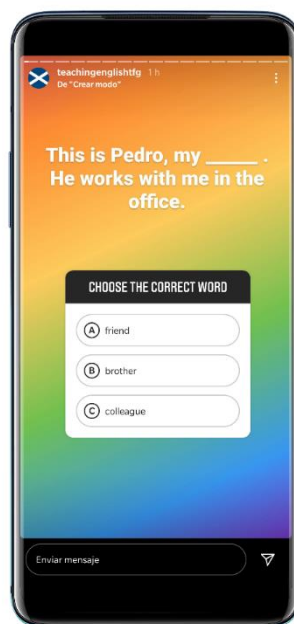 teachingenglishtfg 1 h
De "Crear modo"
This is Pedro, my _____ .
He works with me in the
office.
CHOOSE THE CORRECT WORD
A friend
B brother
C colleague
Enviar mensaje